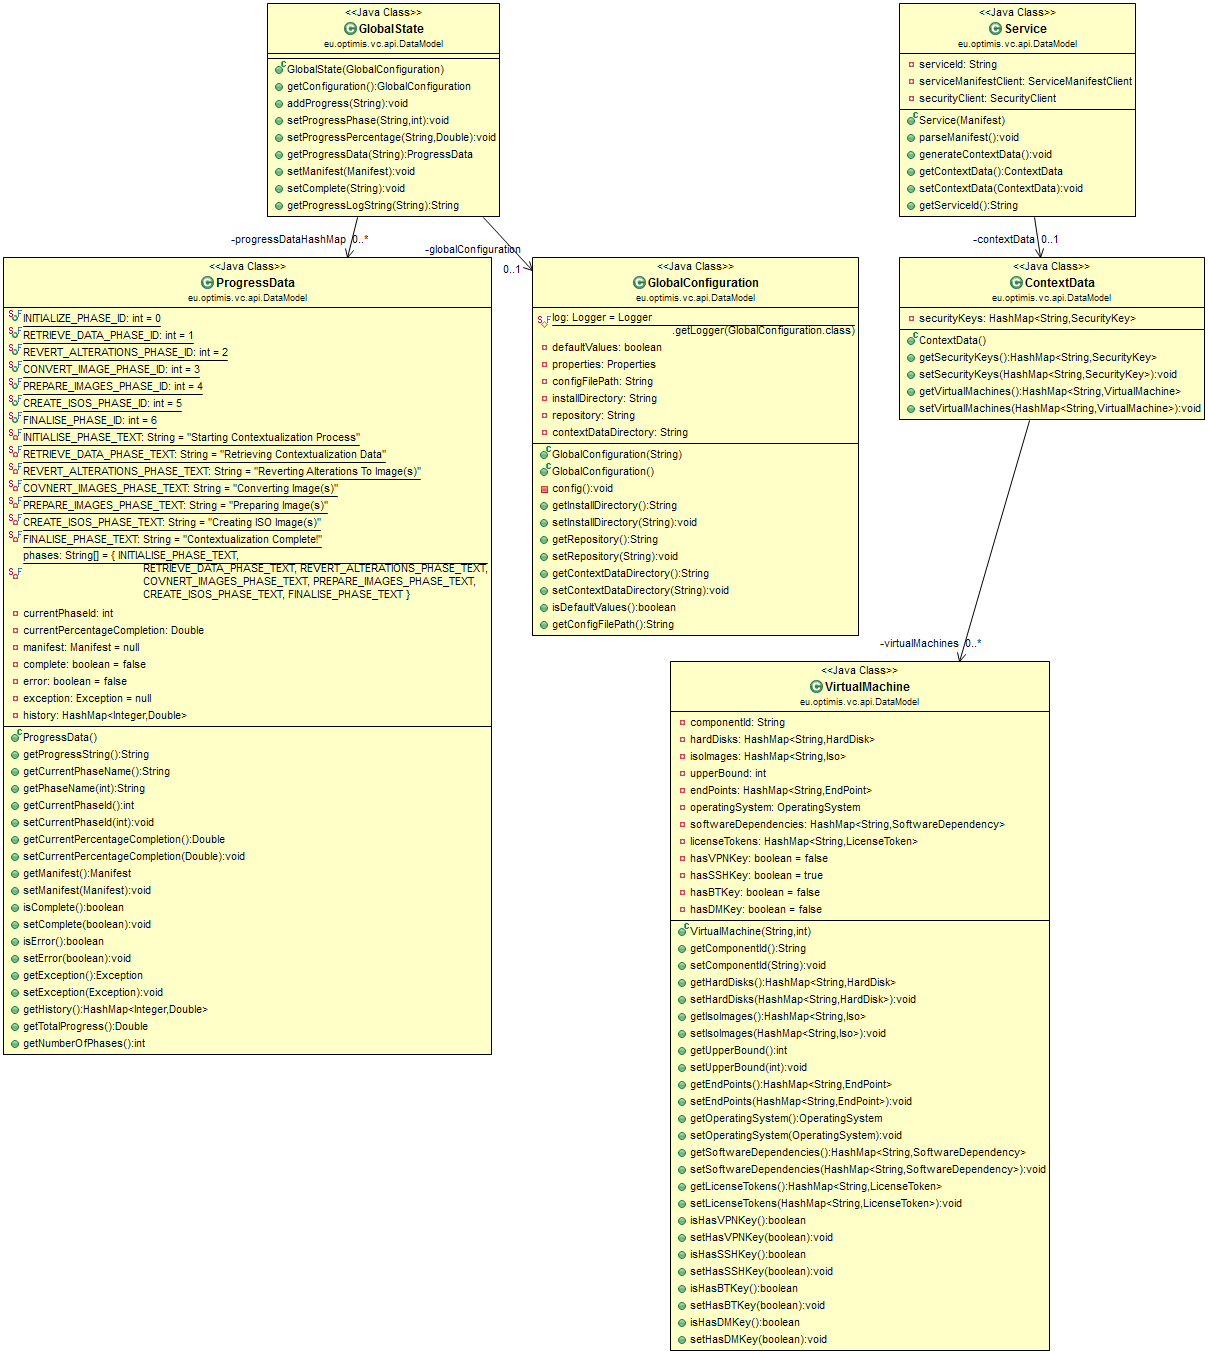 <<Java Class>>
GlobalState
eu.optimis.vc.api.DataModel
GlobalState(GlobalConfiguration)
getConfiguration():GlobalConfiguration
addProgress(String):void
setProgressPhase(String,int):void
setProgressPercentage(String,Double):void
getProgressData(String):ProgressData
setManifest(Manifest):void
setComplete(String):void
getProgressLogString(String):String
<<Java Class>>
Service
eu.optimis.vc.api.DataModel
serviceId: String
serviceManifestClient: ServiceManifestClient
securityClient: SecurityClient
Service(Manifest)
parseManifest():void
generateContextData():void
getContextData():ContextData
setContextData(ContextData):void
getServiceId():String
-progressDataHashMap 0..*
-globalConfiguration
0..1
-contextData 0..1
<<Java Class>>
ProgressData
eu.optimis.vc.api.DataModel
INITIALIZE_PHASE_ID: int = 0
RETRIEVE_DATA_PHASE_ID: int = 1
REVERT_ALTERATIONS_PHASE_ID: int = 2
CONVERT_IMAGE_PHASE_ID: int = 3
PREPARE_IMAGES_PHASE_ID: int = 4
CREATE_ISOS_PHASE_ID: int = 5
FINALISE_PHASE_ID: int = 6
INITIALISE_PHASE_TEXT: String = "Starting Contextualization Process"
RETRIEVE_DATA_PHASE_TEXT: String = "Retrieving Contextualization Data"
REVERT_ALTERATIONS_PHASE_TEXT: String = "Reverting Alterations To Image(s)"
COVNERT_IMAGES_PHASE_TEXT: String = "Converting Image(s)"
PREPARE_IMAGES_PHASE_TEXT: String = "Preparing Image(s)"
CREATE_ISOS_PHASE_TEXT: String = "Creating ISO Image(s)"
FINALISE_PHASE_TEXT: String = "Contextualization Complete!"
phases: String[] = { INITIALISE_PHASE_TEXT,
RETRIEVE_DATA_PHASE_TEXT, REVERT_ALTERATIONS_PHASE_TEXT,
COVNERT_IMAGES_PHASE_TEXT, PREPARE_IMAGES_PHASE_TEXT,
CREATE_ISOS_PHASE_TEXT, FINALISE_PHASE_TEXT }
currentPhaseId: int
currentPercentageCompletion: Double
manifest: Manifest = null
complete: boolean = false
error: boolean = false
exception: Exception = null
history: HashMap<Integer,Double>
ProgressData()
getProgressString():String
getCurrentPhaseName():String
getPhaseName(int):String
getCurrentPhaseId():int
setCurrentPhaseId(int):void
getCurrentPercentageCompletion():Double
setCurrentPercentageCompletion(Double):void
getManifest():Manifest
setManifest(Manifest):void
isComplete():boolean
setComplete(boolean):void
isError():boolean
setError(boolean):void
getException():Exception
setException(Exception):void
getHistory():HashMap<Integer,Double>
getTotalProgress():Double
getNumberOfPhases():int
<<Java Class>>
GlobalConfiguration
eu.optimis.vc.api.DataModel
log: Logger = Logger
.getLogger(GlobalConfiguration.class)
defaultValues: boolean
properties: Properties
configFilePath: String
installDirectory: String
repository: String
contextDataDirectory: String
GlobalConfiguration(String)
GlobalConfiguration()
config():void
getInstallDirectory():String
setInstallDirectory(String):void
getRepository():String
setRepository(String):void
getContextDataDirectory():String
setContextDataDirectory(String):void
isDefaultValues():boolean
getConfigFilePath():String
<<Java Class>>
ContextData
eu.optimis.vc.api.DataModel
securityKeys: HashMap<String,SecurityKey>
ContextData()
getSecurityKeys():HashMap<String,SecurityKey>
setSecurityKeys(HashMap<String,SecurityKey>):void
getVirtualMachines():HashMap<String,VirtualMachine>
setVirtualMachines(HashMap<String,VirtualMachine>):void
-virtualMachines 0..*
<<Java Class>>
VirtualMachine
eu.optimis.vc.api.DataModel
componentId: String
hardDisks: HashMap<String,HardDisk>
isoImages: HashMap<String,Iso>
upperBound: int
endPoints: HashMap<String,EndPoint>
operatingSystem: OperatingSystem
softwareDependencies: HashMap<String,SoftwareDependency>
licenseTokens: HashMap<String,LicenseToken>
hasVPNKey: boolean = false
hasSSHKey: boolean = true
hasBTKey: boolean = false
hasDMKey: boolean = false
VirtualMachine(String,int)
getComponentId():String
setComponentId(String):void
getHardDisks():HashMap<String,HardDisk>
setHardDisks(HashMap<String,HardDisk>):void
getIsoImages():HashMap<String,Iso>
setIsoImages(HashMap<String,Iso>):void
getUpperBound():int
setUpperBound(int):void
getEndPoints():HashMap<String,EndPoint>
setEndPoints(HashMap<String,EndPoint>):void
getOperatingSystem():OperatingSystem
setOperatingSystem(OperatingSystem):void
getSoftwareDependencies():HashMap<String,SoftwareDependency>
setSoftwareDependencies(HashMap<String,SoftwareDependency>):void
getLicenseTokens():HashMap<String,LicenseToken>
setLicenseTokens(HashMap<String,LicenseToken>):void
isHasVPNKey():boolean
setHasVPNKey(boolean):void
isHasSSHKey():boolean
setHasSSHKey(boolean):void
isHasBTKey():boolean
setHasBTKey(boolean):void
isHasDMKey():boolean
setHasDMKey(boolean):void